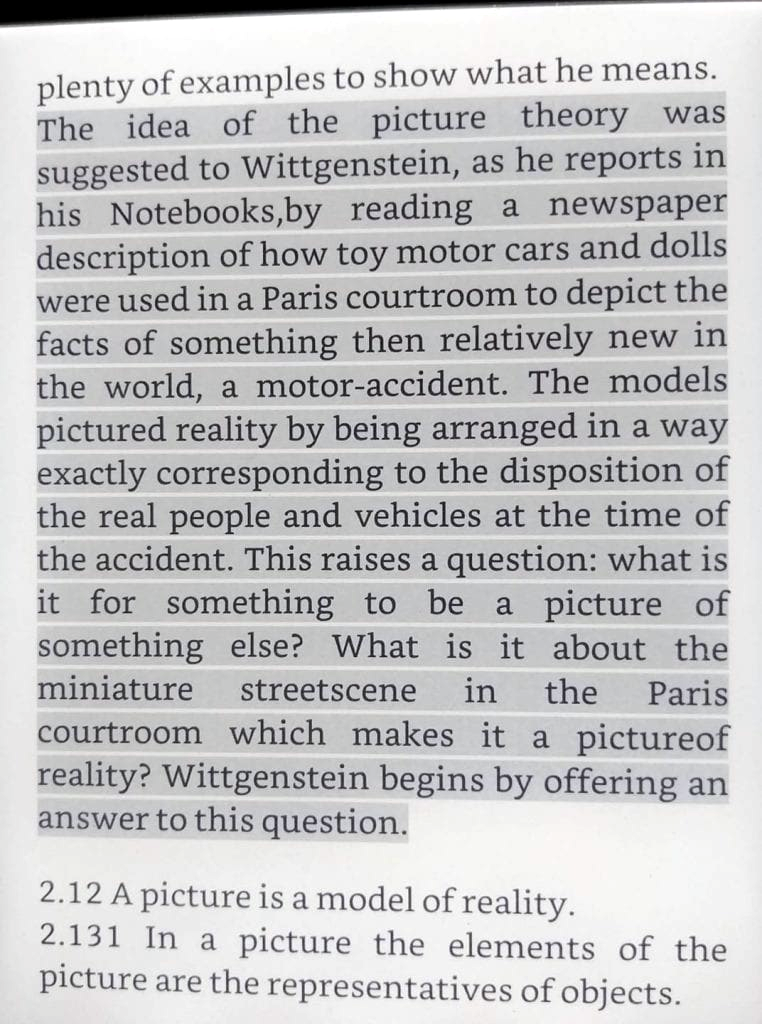 plenty of examples to show what he means.
The idea of the picture theory was
suggested to Wittgenstein, as he reports in
his Notebooks,by reading a newspaper
description of how toy motor cars and dolls
were used in a Paris courtroom to depict the
facts of something then relatively new in
the world, a motor-accident. The models
pictured reality by being arranged in a way
exactly corresponding to the disposition of
the real people and vehicles at the time of
the accident. This raises a question: what is
it for something to be a picture of
something else? What is it about the
miniature streetscene in the Paris
courtroom which makes it a pictureof
reality? Wittgenstein begins by offering an
answer to this question.
2.12 A picture is a model of reality.
2.131 In a picture the elements of the
picture are the representatives of objects.